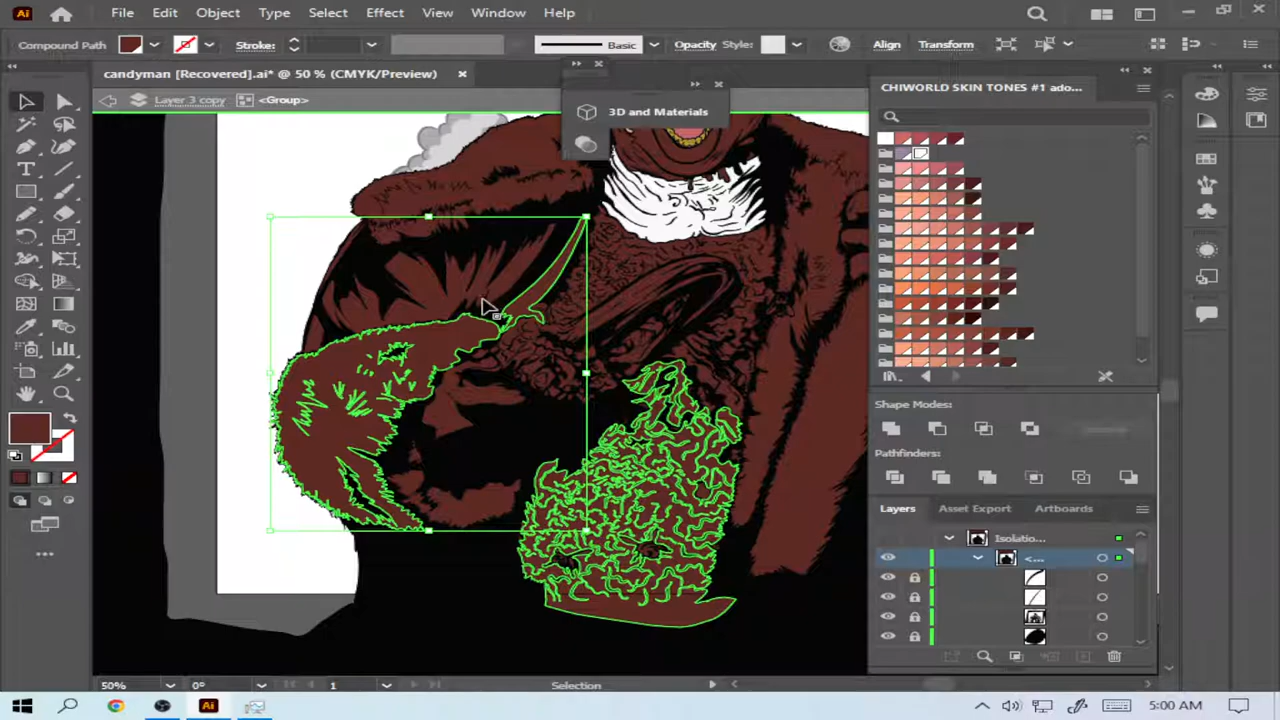 Ai File Edit Object Type Select Effect View Window Help
Compound Path Stroke: Basic Opacity Style: Align Transform
candyman [Recovered].ai* @ 50 % (CMYK/Preview)
Layer 3 copy <Group>
3D and Materials
CHIWORLD SKIN TONES #1 ado...
Shape Modes:
Pathfinders:
Layers Asset Export Artboards
Isolatio...
<...
50% 0° 1 Selection
Ai 5:00 AM